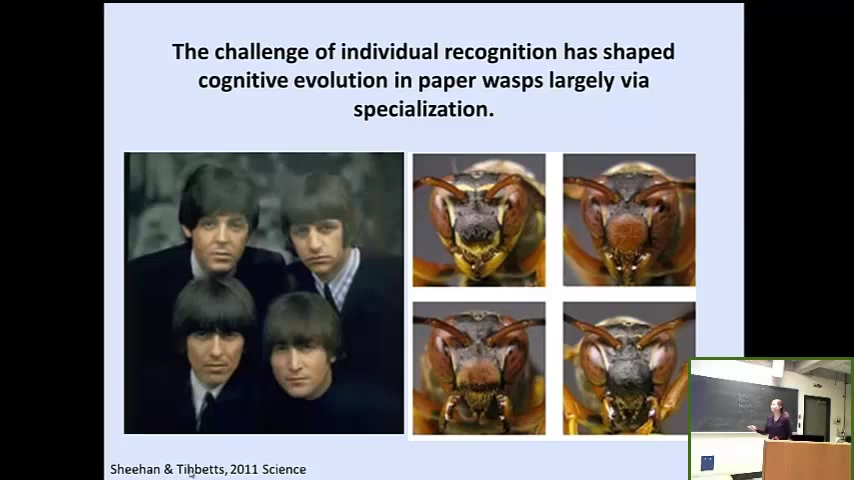 The challenge of individual recognition has shaped
cognitive evolution in paper wasps largely via
specialization.
Sheehan & Tibbetts, 2011 Science